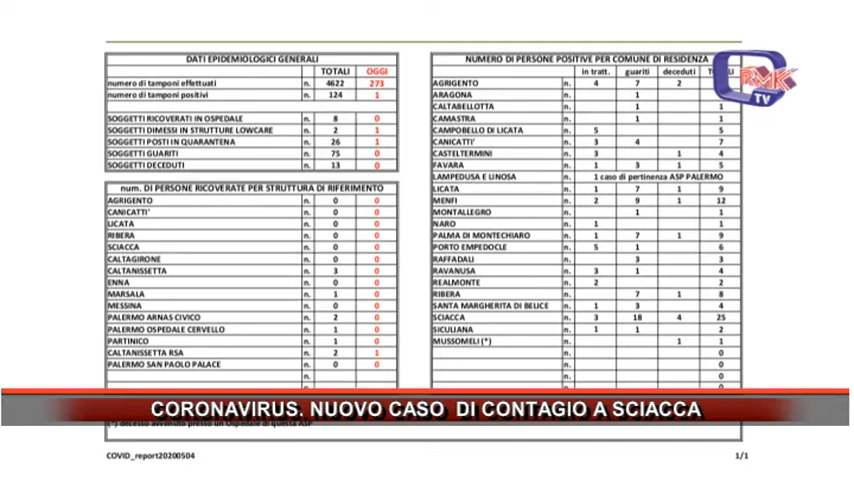 DATI EPIDEMIOLOGICI GENERALI
TOTALI OGGI
numero di tamponi effettuati n. 4622 273
numero di tamponi positivi n. 124 1
SOGGETTI RICOVERATI IN OSPEDALE n. 8 0
SOGGETTI DIMESSI IN STRUTTURE LOWCARE n. 2 1
SOGGETTI POSTI IN QUARANTENA n. 26 1
SOGGETTI GUARITI n. 75 0
SOGGETTI DECEDUTI n. 13 0
num. DI PERSONE RICOVERATE PER STRUTTURA DI RIFERIMENTO
AGRIGENTO n. 0 0
CANICATTI' n. 0 0
LICATA n. 0 0
RIBERA n. 0 0
SCIACCA n. 0 0
CALTAGIRONE n. 0 0
CALTANISSETTA n. 3 0
ENNA n. 0 0
MARSALA n. 1 0
MESSINA n. 0 0
PALERMO ARNAS CIVICO n. 2 0
PALERMO OSPEDALE CERVELLO n. 1 0
PARTINICO n. 1 0
CALTANISSETTA RSA n. 2 1
PALERMO SAN PAOLO PALACE n. 0 0
n.
NUMERO DI PERSONE POSITIVE PER COMUNE DI RESIDENZA
in tratt. guariti deceduti
AGRIGENTO n. 4 7 2
ARAGONA n. 1
CALTABELLOTTA n. 1
CAMASTRA n. 1 1
CAMPOBELLO DI LICATA n. 5 5
CANICATTI' n. 3 4 7
CASTELTERMINI n. 3 1 4
FAVARA n. 1 3 1 5
LAMPEDUSA E LINOSA n. 1 caso di pertinenza ASP PALERMO
LICATA n. 1 7 1 9
MENFI n. 2 9 1 12
MONTALLEGRO n. 1 1
NARO n. 1 1
PALMA DI MONTECHIARO n. 1 7 1 9
PORTO EMPEDOCLE n. 5 1 6
RAFFADALI n. 3 3
RAVANUSA n. 3 1 4
REALMONTE n. 2 2
RIBERA n. 7 1 8
SANTA MARGHERITA DI BELICE n. 1 3 4
SCIACCA n. 3 18 4 25
SICULIANA n. 1 1 2
MUSSOMELI (*) n. 1 1
n. 0
n. 0
n. 0
RMK
TV
CORONAVIRUS. NUOVO CASO DI CONTAGIO A SCIACCA
(*) decesso avvenuto presso un Ospedale di questa ASP
COVID_report20200504 1/1